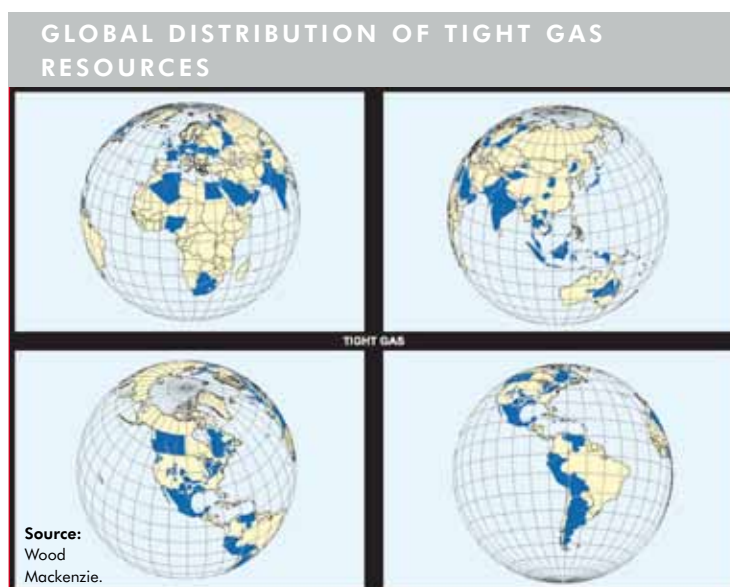 GLOBAL DISTRIBUTION OF TIGHT GAS
RESOURCES
TIGHT GAS
Source:
Wood
Mackenzie.